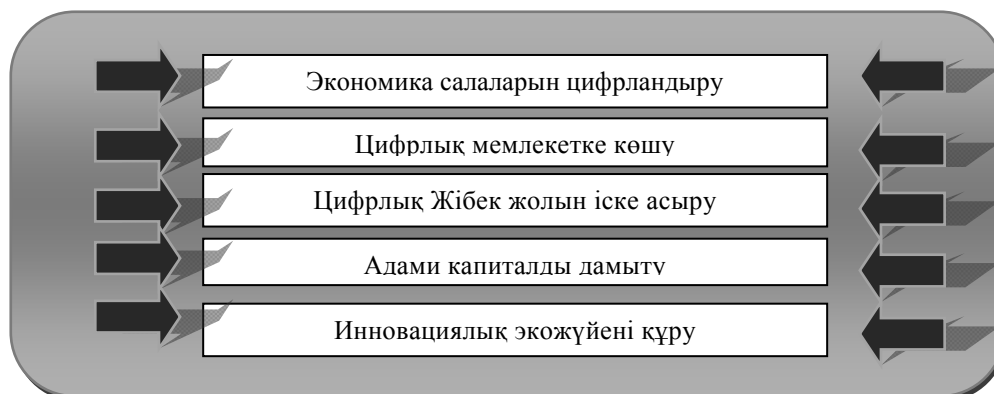 Экономика салаларын цифрландыру
Цифрлық мемлекетке көшу
Цифрлық Жібек жолын іске асыру
Адами капиталды дамыту
Инновациялық экожүйені құру